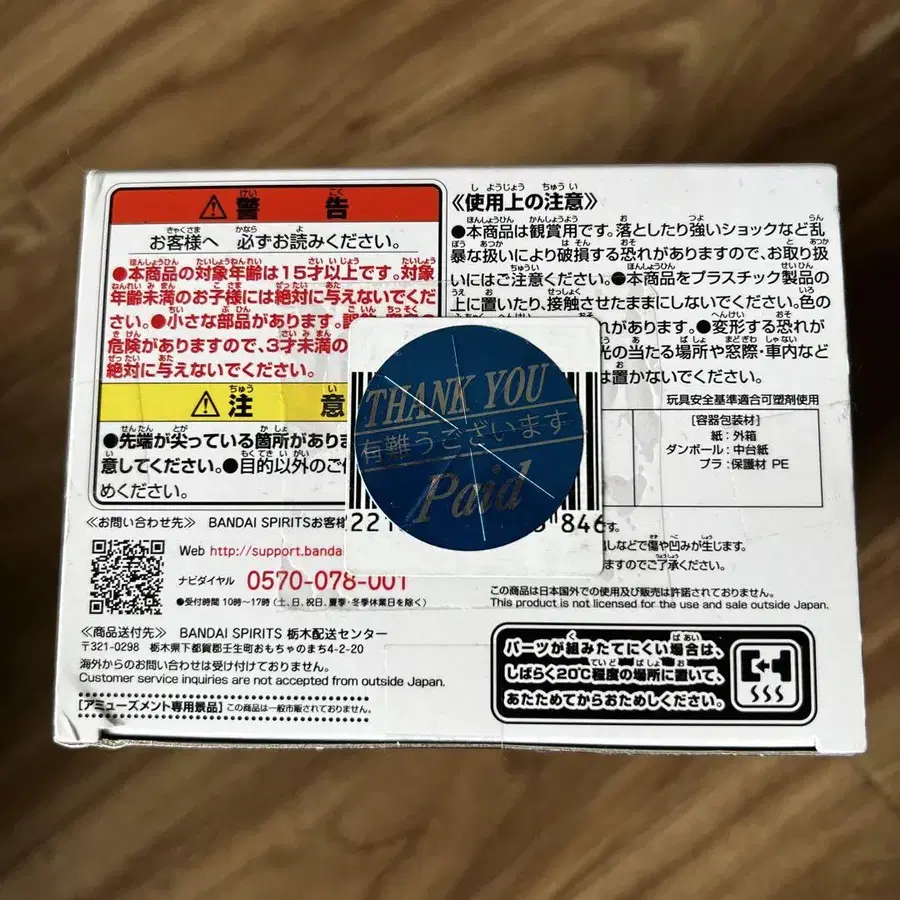 警告
お客様へ 必ずお読みください。
●本商品の対象年齢は15才以上です。対象
年齢未満のお子様には絶対に与えないでくだ
さい。●小さな部品があります。
危険がありますので、3才未満の
絶対に与えないでください。
注意
●先端が尖っている箇所があります
意してください。●目的以外の
めください。
《使用上の注意》
●本商品は観賞用です。落としたり強いショックなど乱
暴な扱いにより破損する恐れがありますので、お取り扱
いにはご注意ください。●本商品をプラスチック製品の
上に置いたり、接触させたままにしないでください。色の
れがあります。●変形する恐れが
光の当たる場所や窓際・車内など
は置かないでください。
玩具安全基準適合可塑剤使用
[容器包装材]
紙:外箱
ダンボール:中台紙
プラ:保護材 PE
THANK YOU
有難うございます
Paid
846
《お問い合わせ先》 BANDAI SPIRITSお客様
Web http://support.banda
ナビダイヤル 0570-078-001
●受付時間 10時~17時(土、日、祝日、夏季・冬季休業日を除く)
す。
出しなどで傷や凹みが生じます。
ますのでご了承ください。
この商品は日本国外での使用及び販売は許諾されておりません。
This product is not licensed for the use and sale outside Japan.
《商品送付先》 BANDAI SPIRITS 栃木配送センター
〒321-0298 栃木県下都賀郡壬生町おもちゃのまち4-2-20
海外からのお問い合わせは受け付けておりません。
Customer service inquiries are not accepted from outside Japan.
[アミューズメント専用景品] この商品は一般市販されておりません。
パーツが組みたてにくい場合は、
しばらく20℃程度の場所に置いて、
あたためてからおためしください。